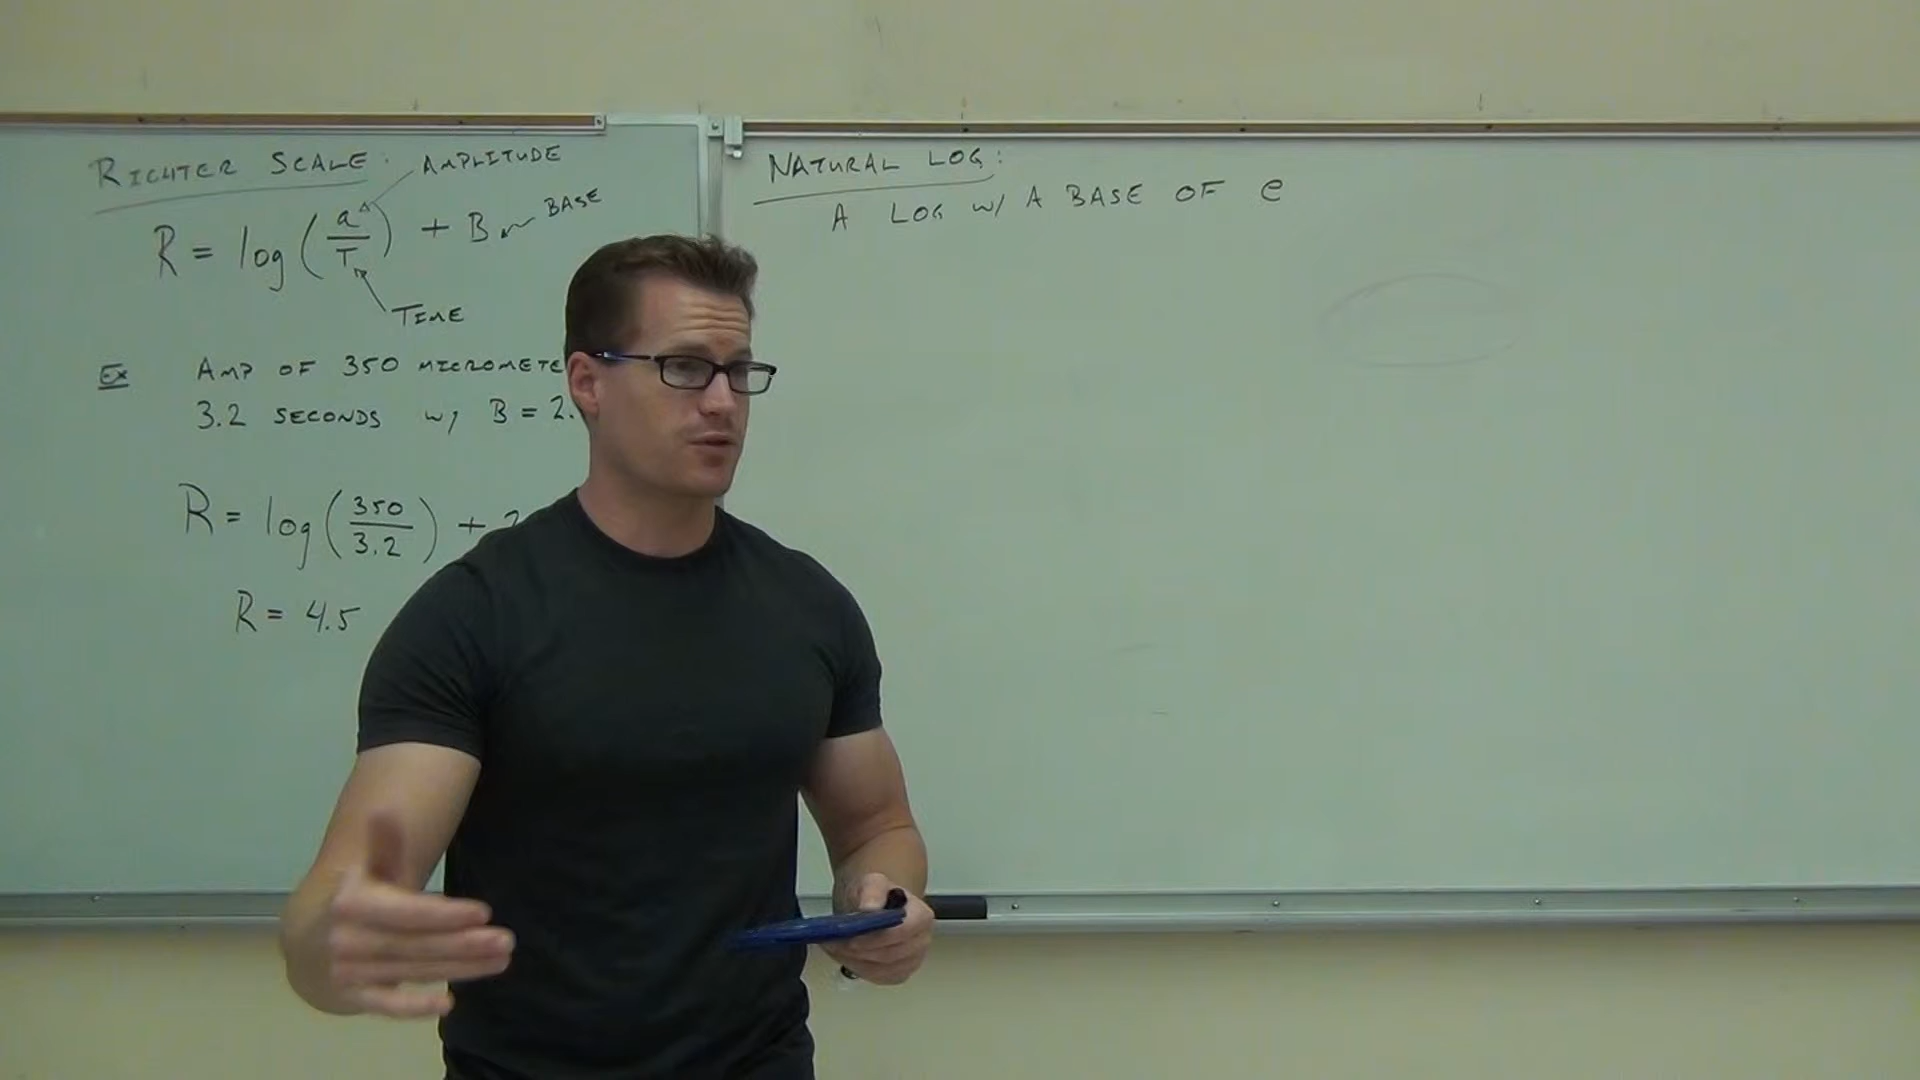 RICHTER SCALE: AMPLITUDE
R = log(a/T) + B BASE
TIME
Ex AMP OF 350
3.2 SECONDS w/ B = 2.
R = log(350/3.2) +
R = 4.5
NATURAL LOG:
A LOG w/ A BASE OF e